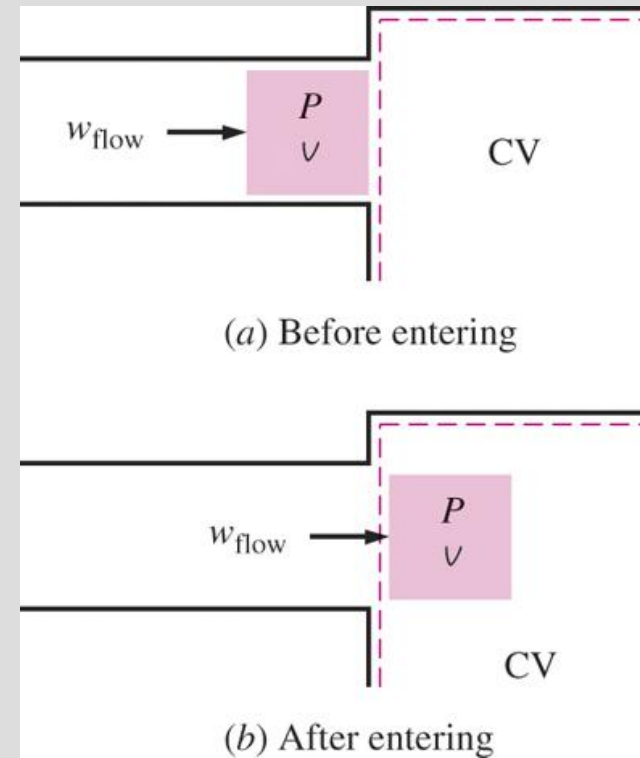 P
w_flow
v
CV
(a) Before entering
P
w_flow
v
CV
(b) After entering